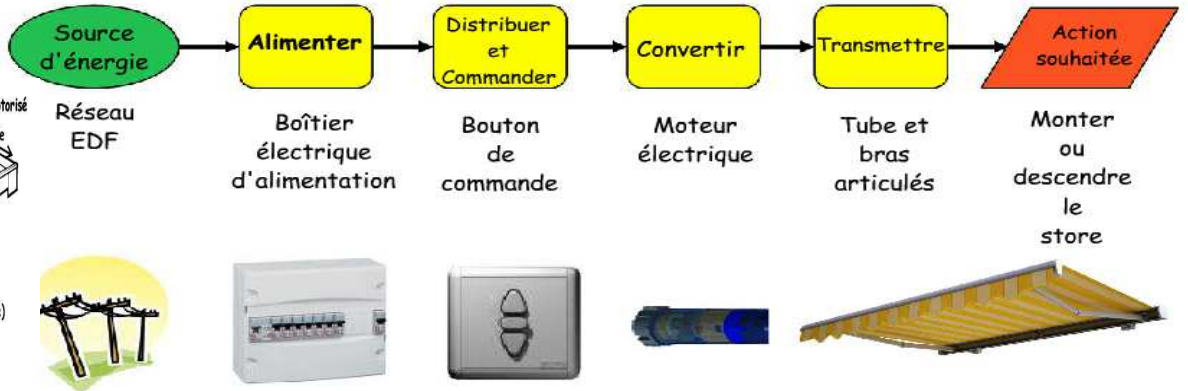 Source
d'énergie
Alimenter
Distribuer
et
Commander
Convertir
Transmettre
Action
souhaitée
Réseau
EDF
Boîtier
électrique
d'alimentation
Bouton
de
commande
Moteur
électrique
Tube et
bras
articulés
Monter
ou
descendre
le
store